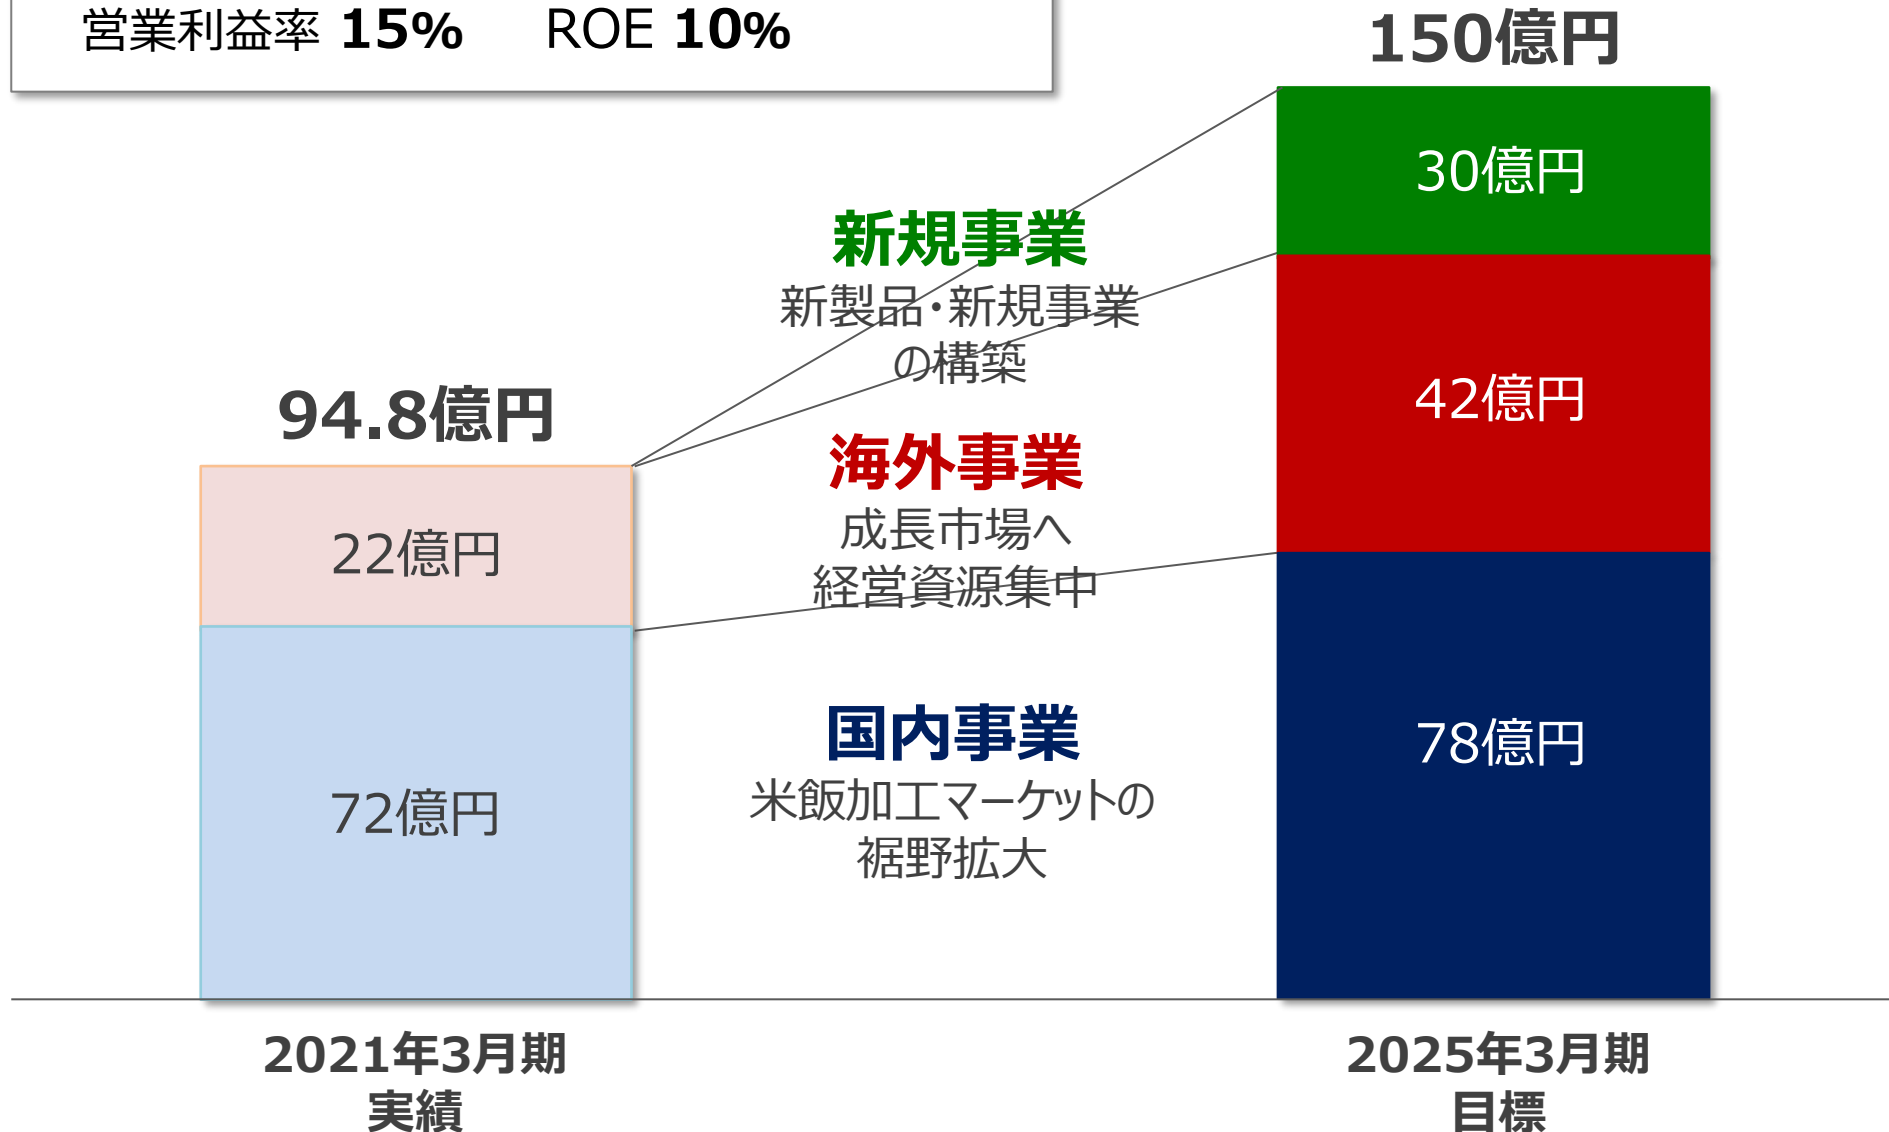 営業利益率 15% ROE 10%
150億円
30億円
新規事業
新製品・新規事業
の構築
94.8億円
42億円
海外事業
成長市場へ
経営資源集中
22億円
国内事業
米飯加工マーケットの
裾野拡大
78億円
72億円
2021年3月期
実績
2025年3月期
目標